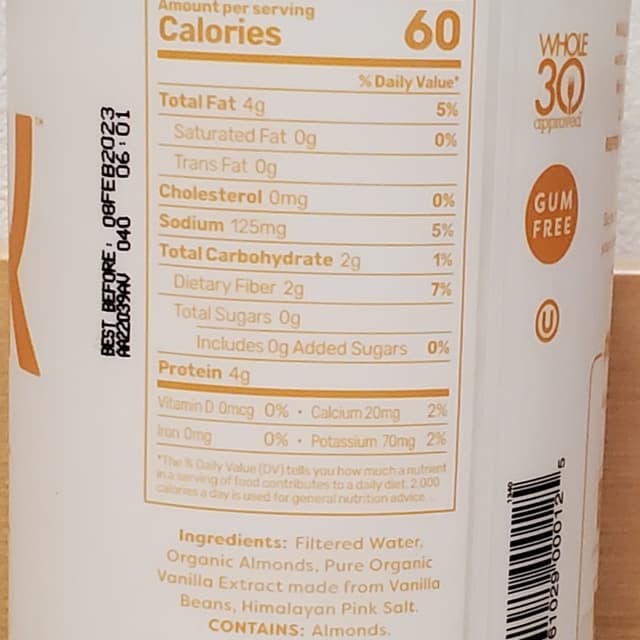 Amount per serving
Calories 60
% Daily Value*
Total Fat 4g 5%
Saturated Fat 0g 0%
Trans Fat 0g
Cholesterol 0mg 0%
Sodium 125mg 5%
Total Carbohydrate 2g 1%
Dietary Fiber 2g 7%
Total Sugars 0g
Includes 0g Added Sugars 0%
Protein 4g
Vitamin D 0mcg 0% • Calcium 20mg 2%
Iron 0mg 0% • Potassium 70mg 2%
*The % Daily Value (DV) tells you how much a nutrient
in a serving of food contributes to a daily diet. 2,000
calories a day is used for general nutrition advice.
Ingredients: Filtered Water,
Organic Almonds, Pure Organic
Vanilla Extract made from Vanilla
Beans, Himalayan Pink Salt.
CONTAINS: Almonds.
BEST BEFORE: 08FEB2023
AA22039AV 040 06:01
WHOLE
30
approved
GUM
FREE
U
61029 00012 5